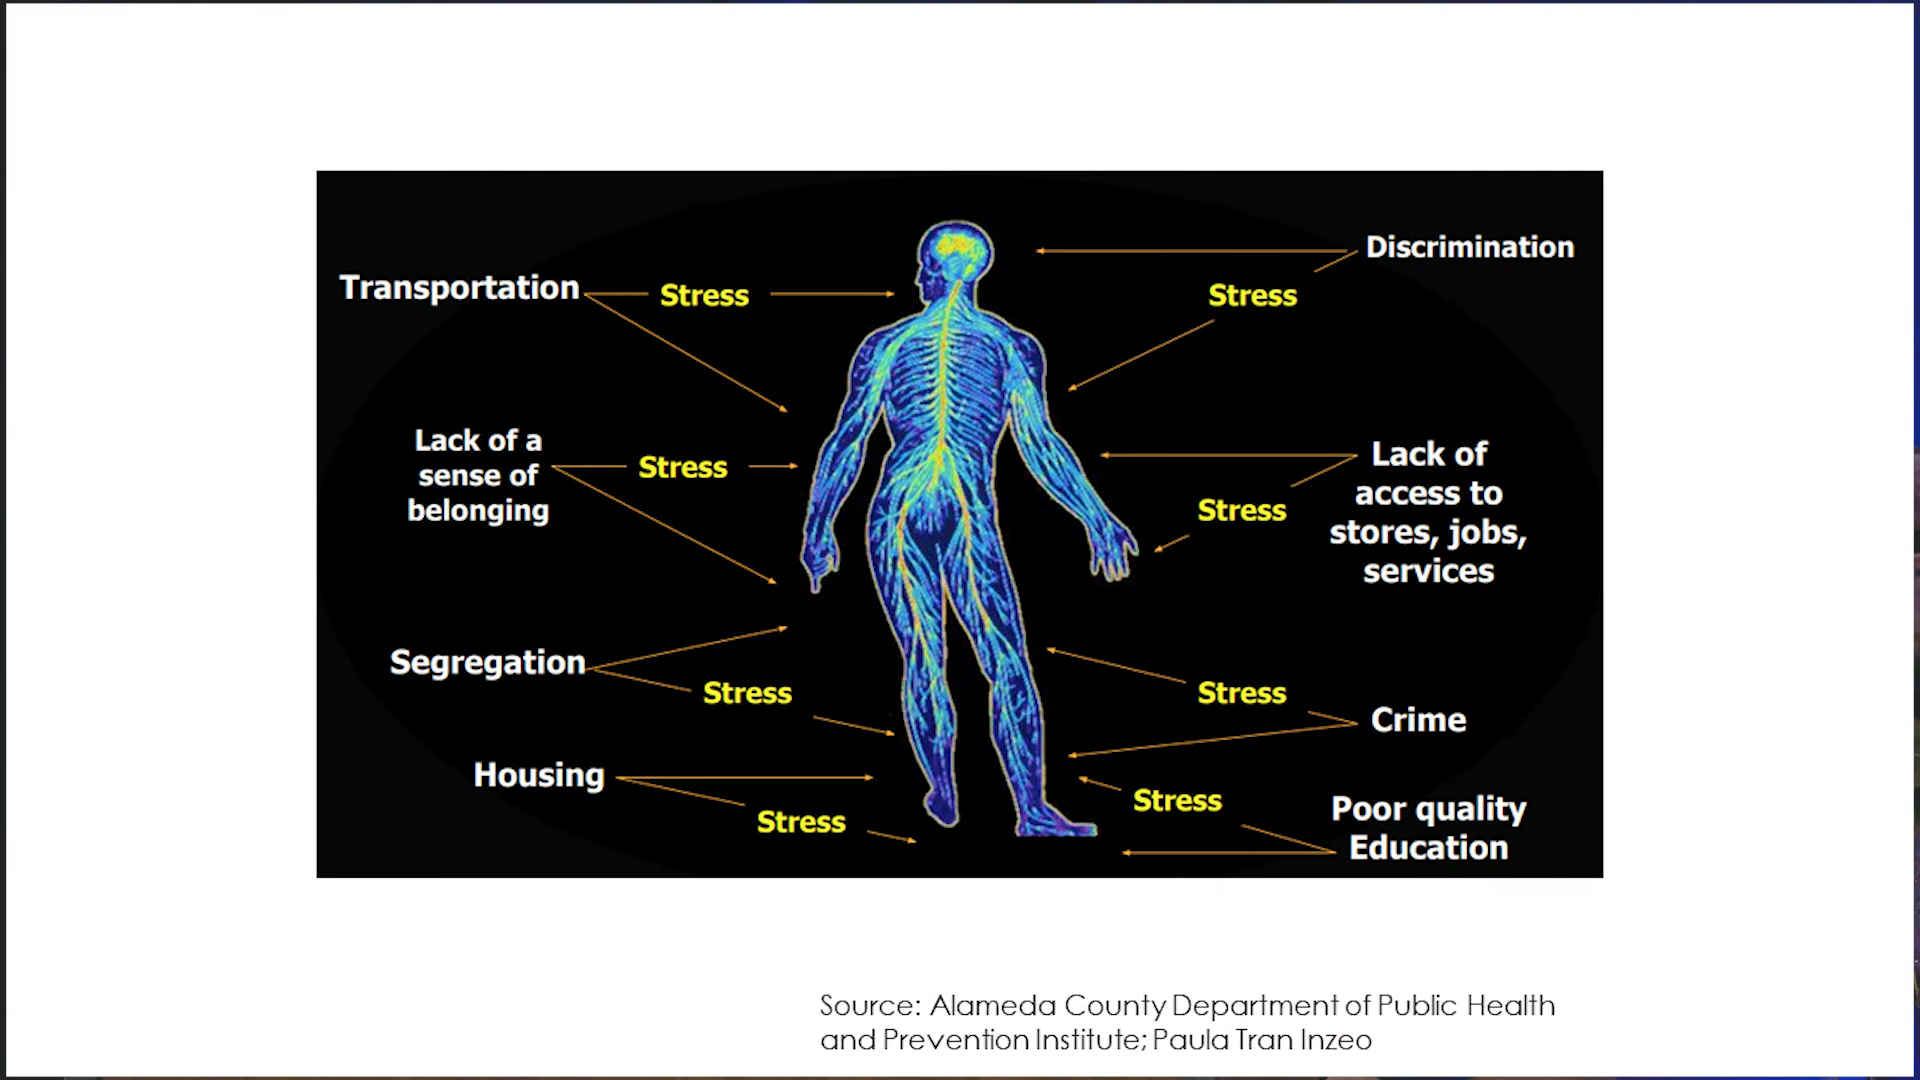 Transportation
Stress
Discrimination
Stress
Lack of a
sense of
belonging
Stress
Lack of
access to
stores, jobs,
services
Stress
Segregation
Stress
Stress
Crime
Housing
Stress
Stress
Poor quality
Education
Source: Alameda County Department of Public Health
and Prevention Institute; Paula Tran Inzeo